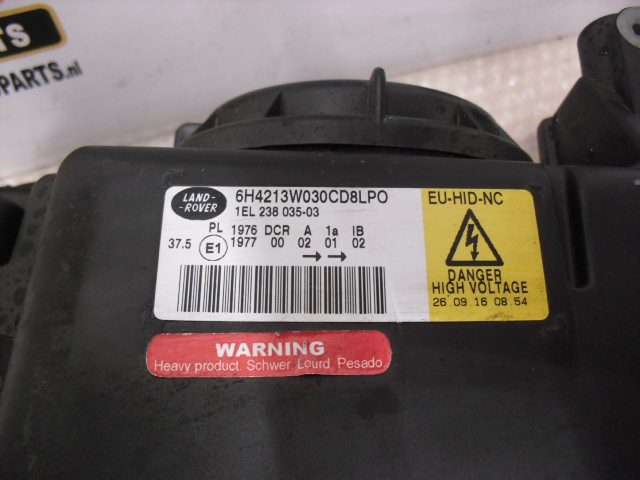 TS
PARTS.nl
LAND-
-ROVER
6H4213W030CD8LPO
1EL 238 035-03
PL 1976 DCR A 1a IB
37.5 E1 1977 00 02 01 02
EU-HID-NC
DANGER
HIGH VOLTAGE
26.09.16 08.54
WARNING
Heavy product. Schwer. Lourd. Pesado